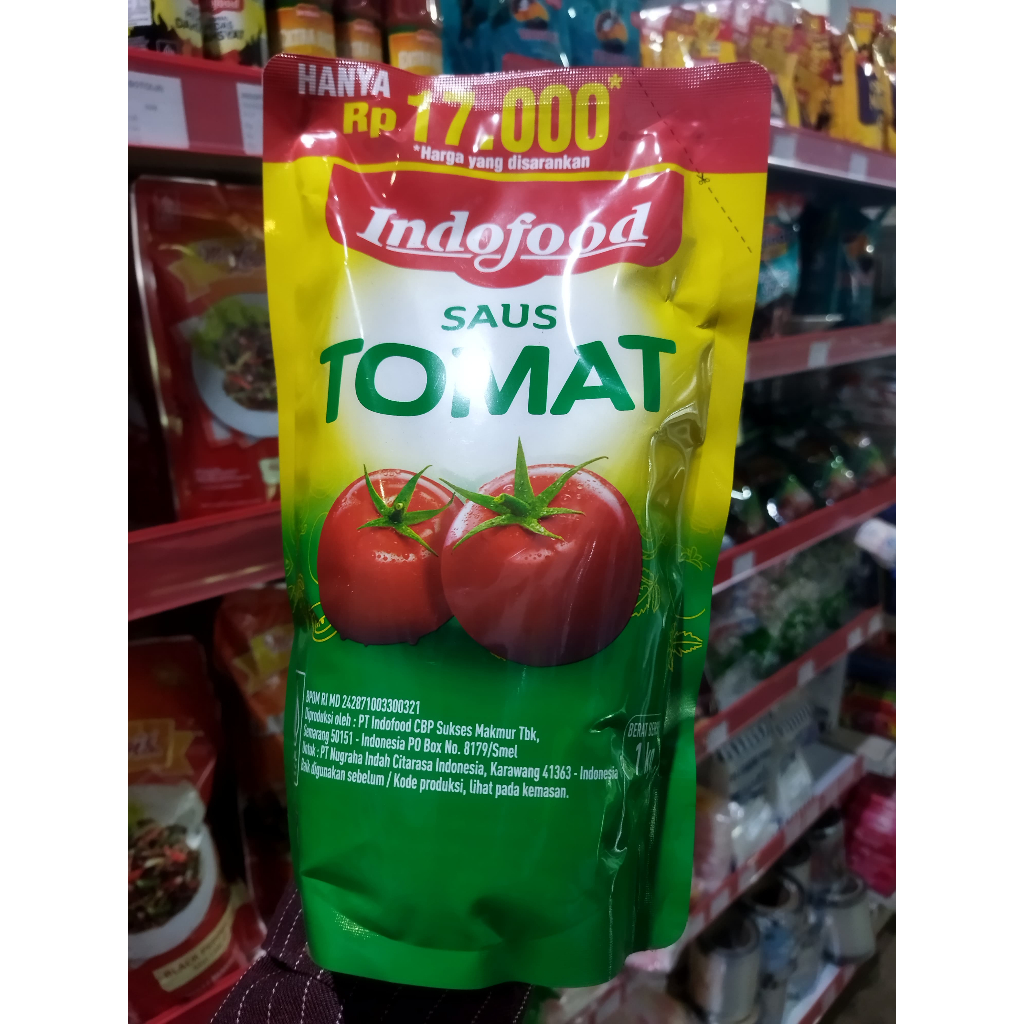 HANYA
Rp 17.000*
*Harga yang disarankan
Indofood
SAUS
TOMAT
BPOM RI MD 242871003300321
Diproduksi oleh : PT Indofood CBP Sukses Makmur Tbk,
Semarang 50151 - Indonesia PO Box No. 8179/Smel
Untuk : PT Nugraha Indah Citarasa Indonesia, Karawang 41363 - Indonesia
Baik digunakan sebelum / Kode produksi, lihat pada kemasan.
BERAT
1 kg